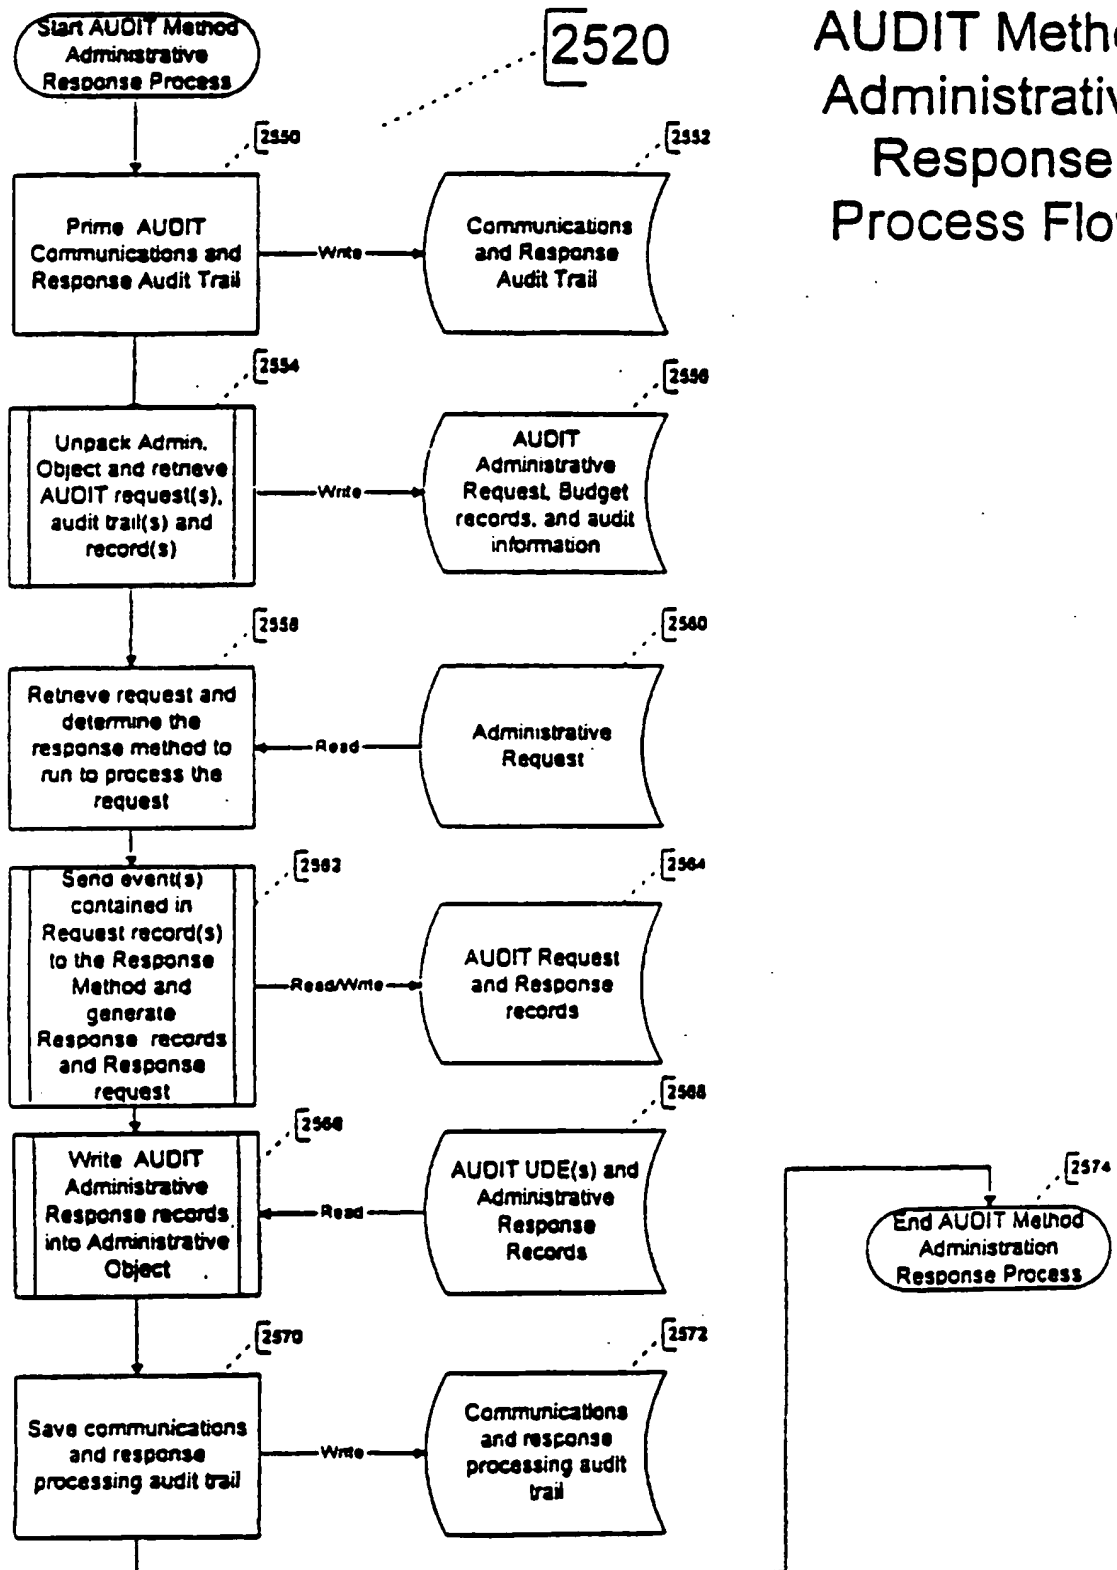 Start AUDIT Method
Administrative
Response Process
2520
AUDIT Metho
Administrativ
Response
Process Flo
2550
Prime AUDIT
Communications and
Response Audit Trail
Write
2552
Communications
and Response
Audit Trail
2554
Unpack Admin.
Object and retrieve
AUDIT request(s),
audit trail(s) and
record(s)
Write
2556
AUDIT
Administrative
Request, Budget
records, and audit
information
2558
Retrieve request and
determine the
response method to
run to process the
request
Read
2560
Administrative
Request
2562
Send event(s)
contained in
Request record(s)
to the Response
Method and
generate
Response records
and Response
request
Read/Write
2564
AUDIT Request
and Response
records
2566
Write AUDIT
Administrative
Response records
into Administrative
Object
Read
2568
AUDIT UDE(s) and
Administrative
Response
Records
2570
Save communications
and response
processing audit trail
Write
2572
Communications
and response
processing audit
trail
2574
End AUDIT Method
Administration
Response Process